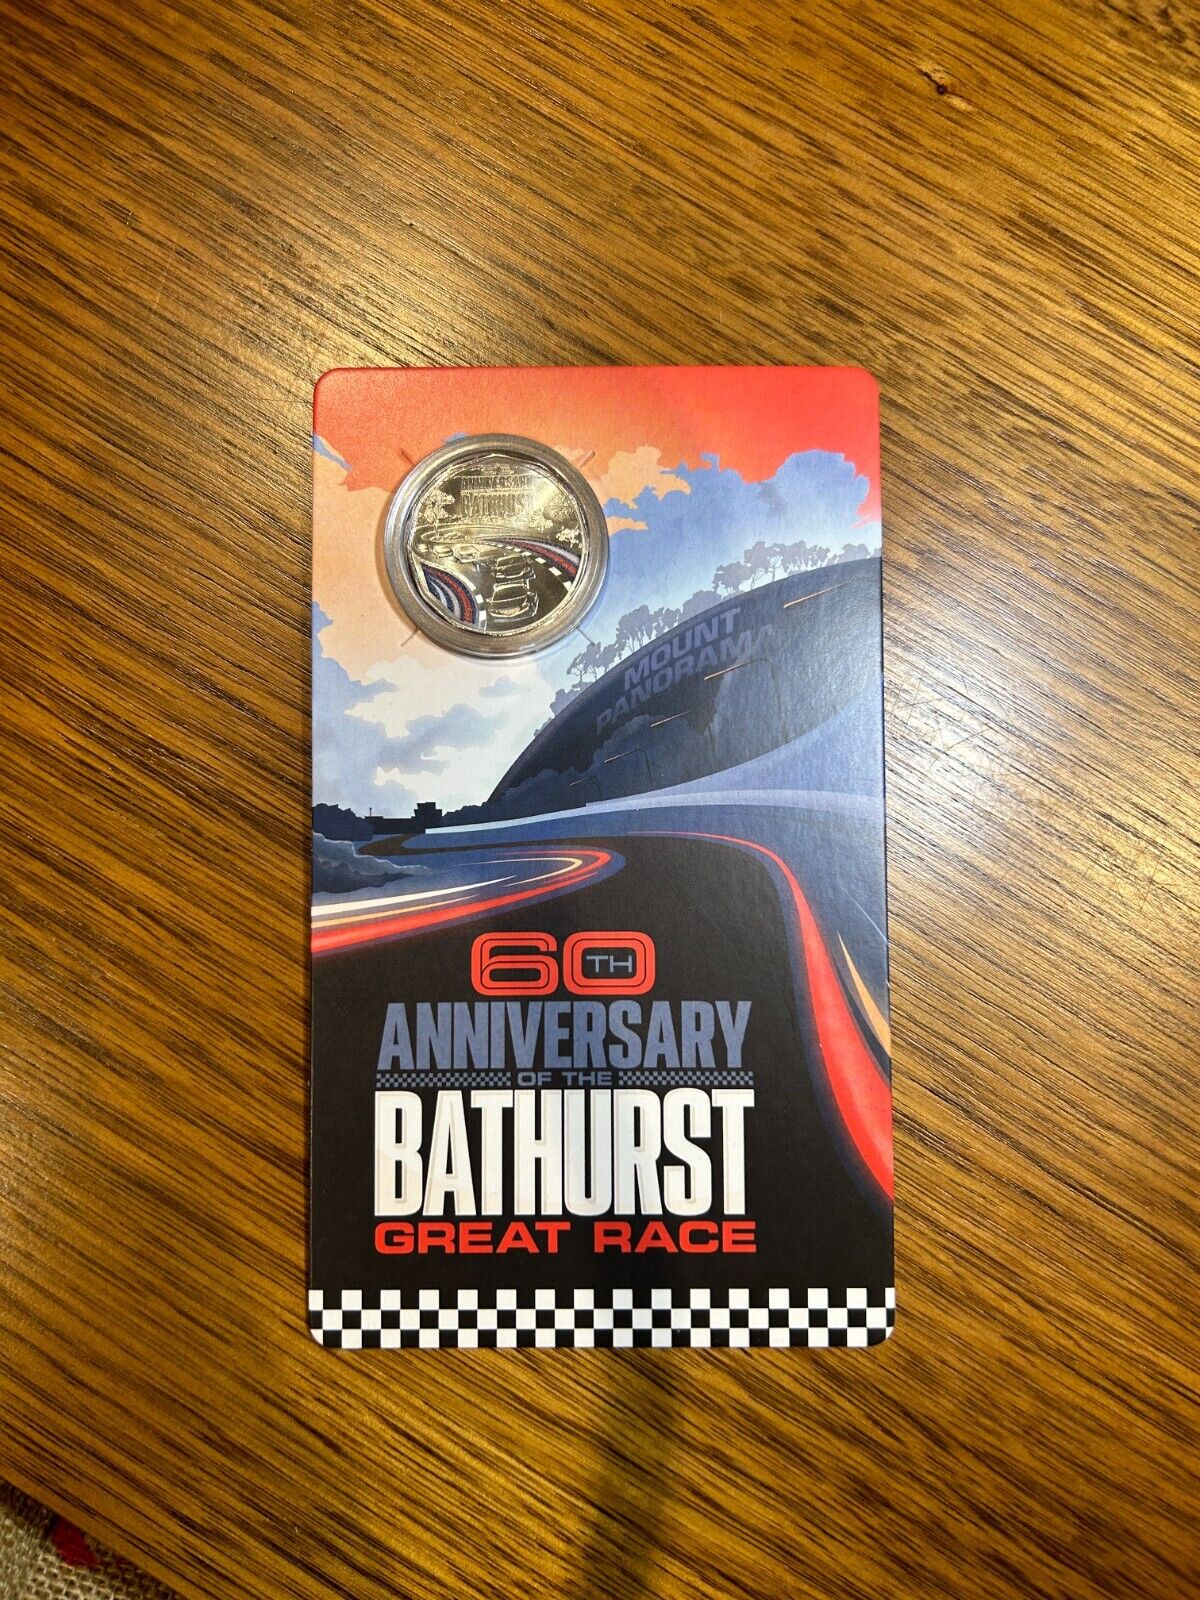 ANNIVERSARY
BATHURST
MOUNT
PANORAMA
60TH
ANNIVERSARY
OF THE
BATHURST
GREAT RACE